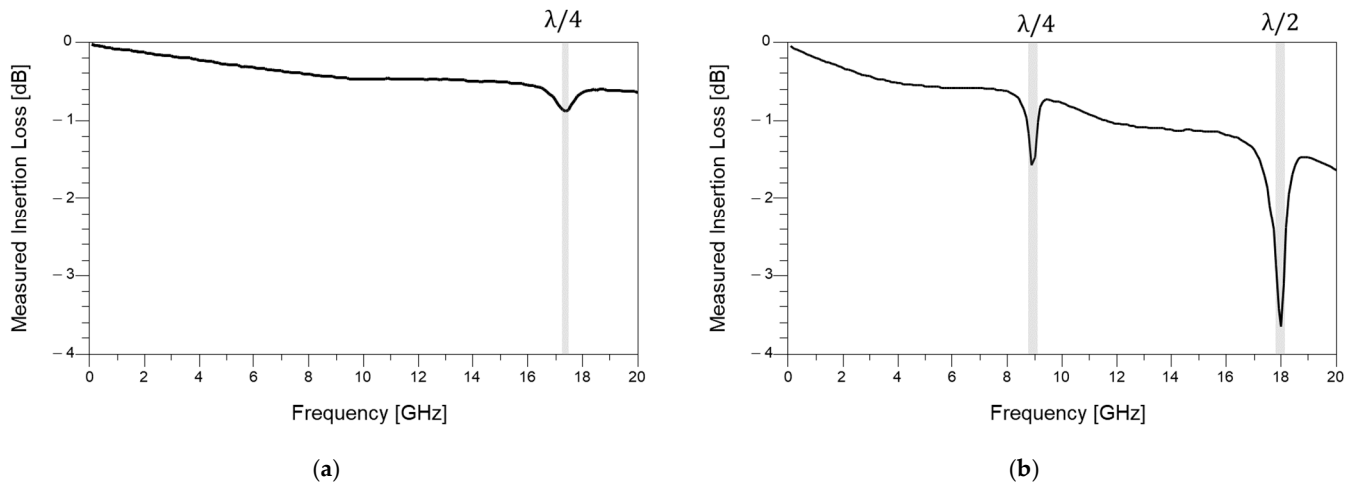 λ/4
0
−1
−2
−3
−4
Measured Insertion Loss [dB]
0 2 4 6 8 10 12 14 16 18 20
Frequency [GHz]
(a)
λ/4 λ/2
0
−1
−2
−3
−4
Measured Insertion Loss [dB]
0 2 4 6 8 10 12 14 16 18 20
Frequency [GHz]
(b)